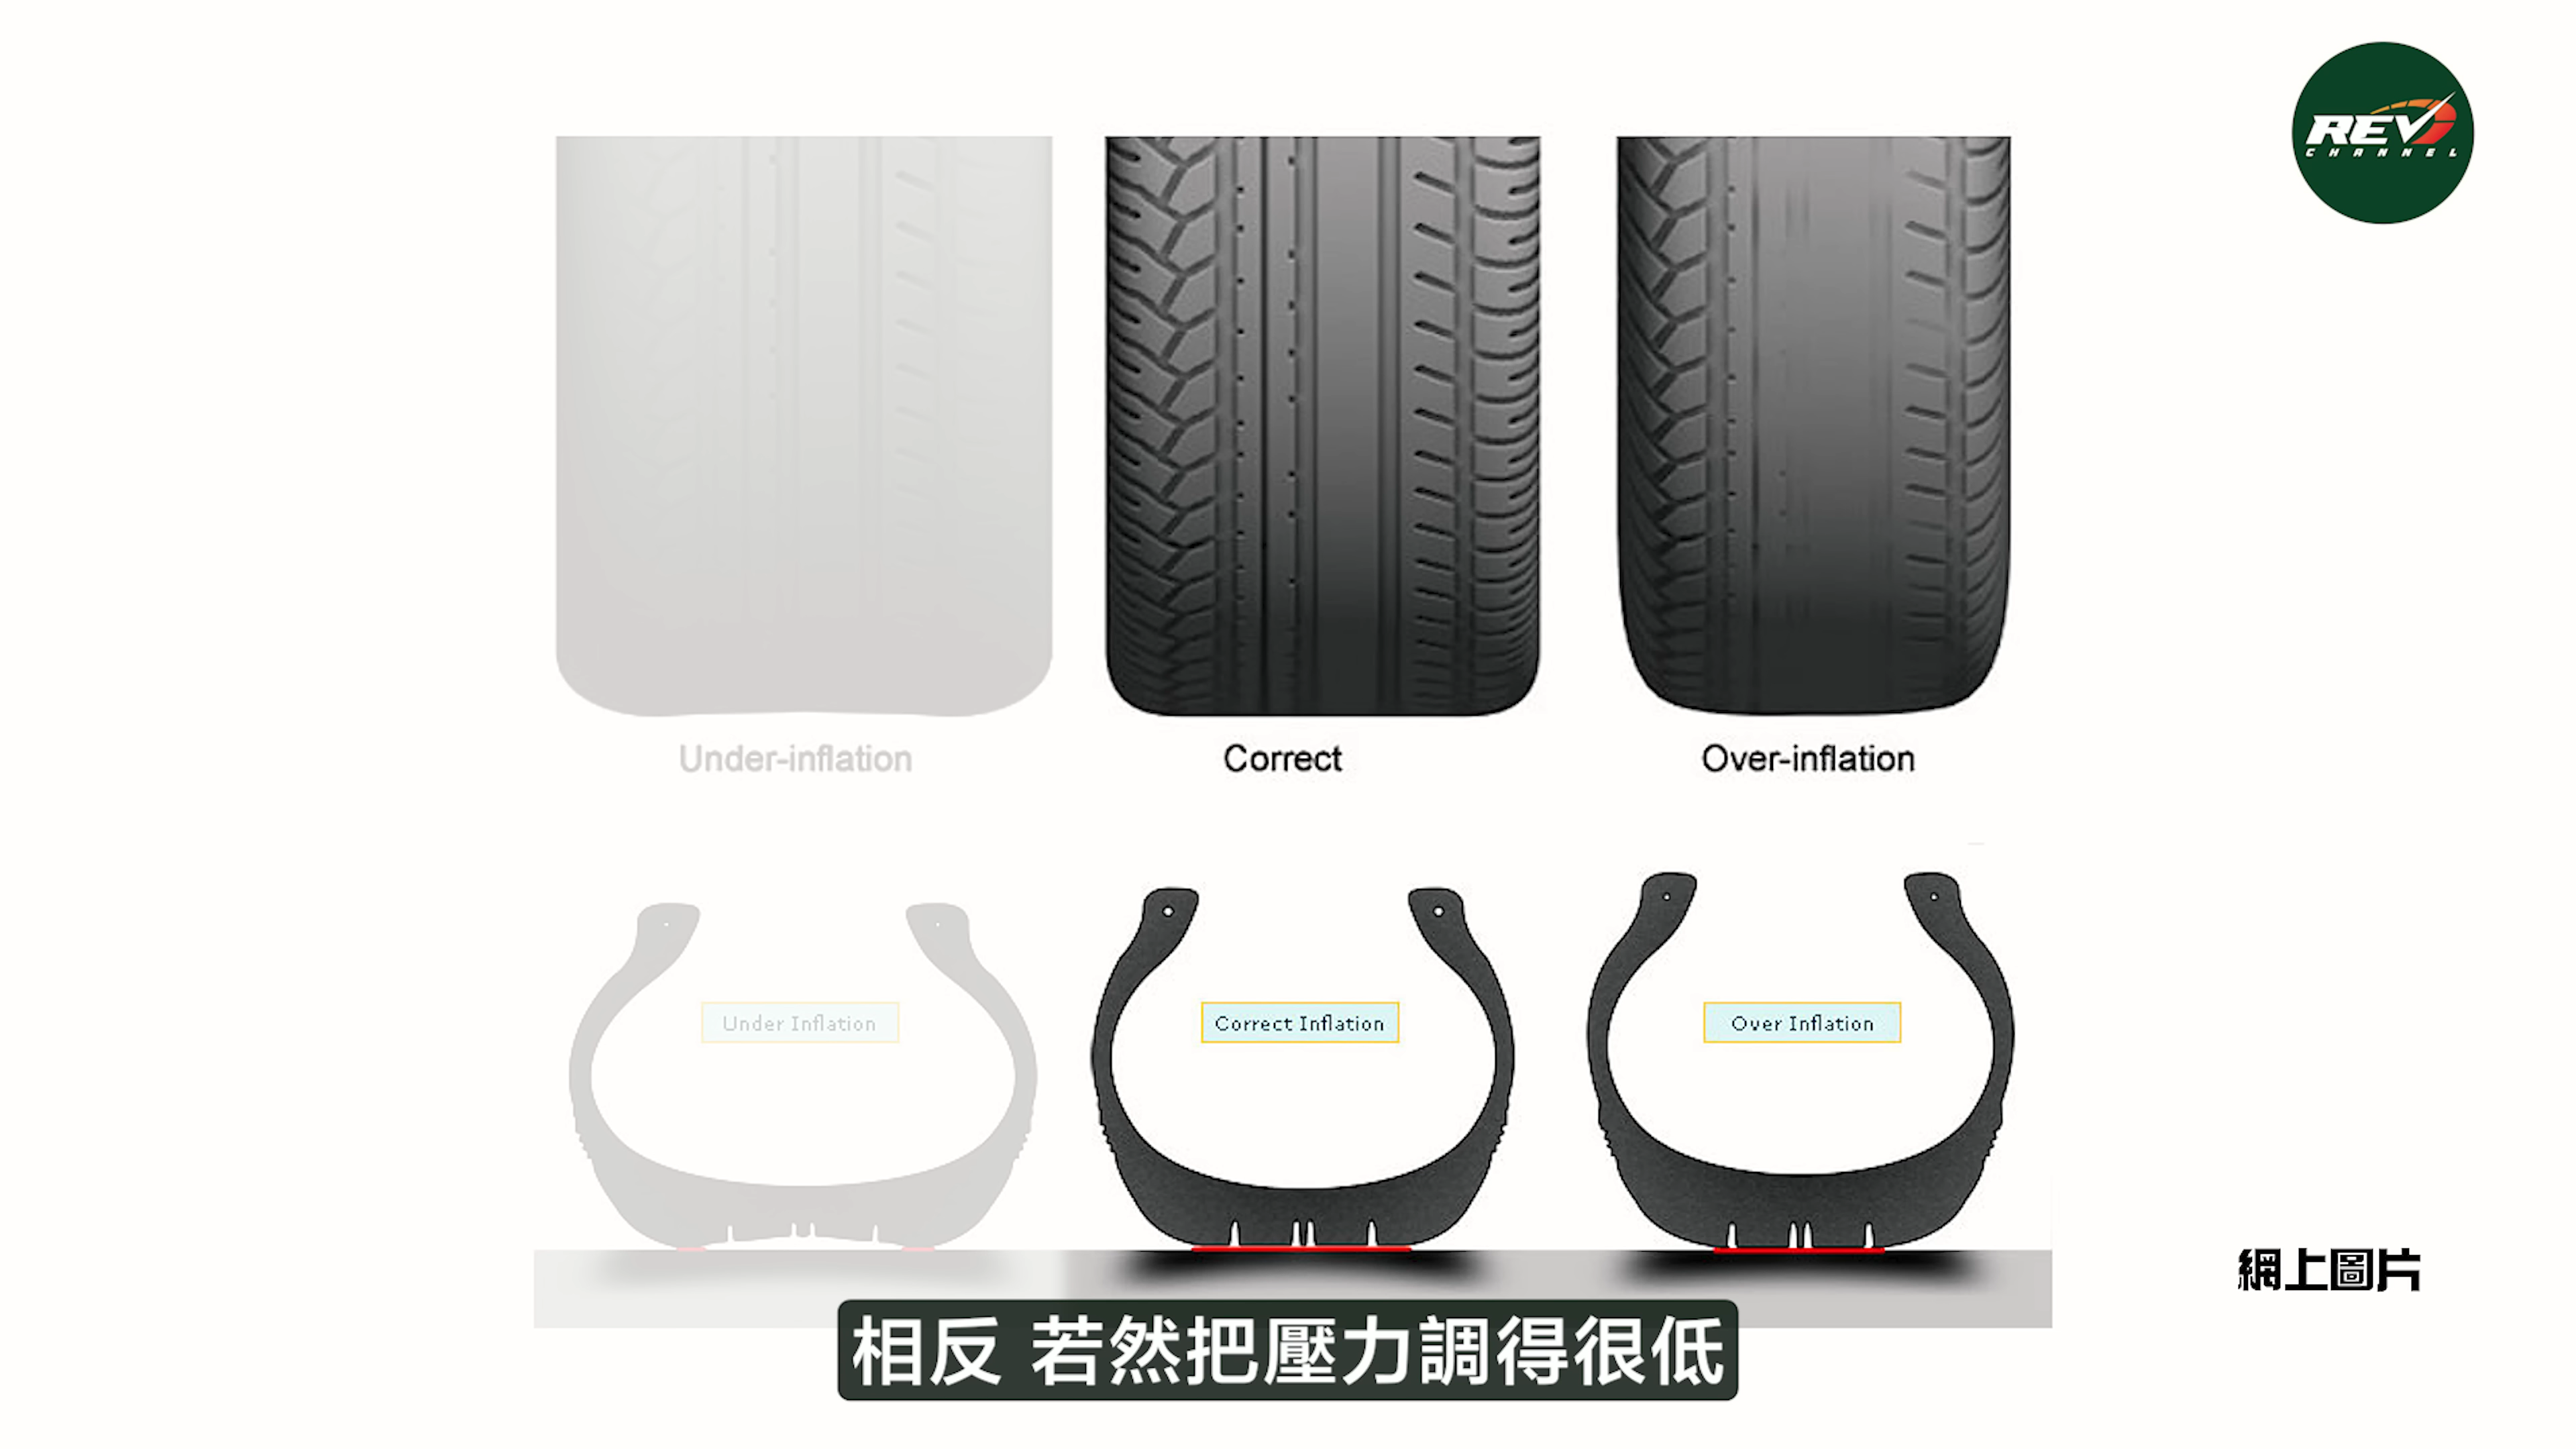 REV
CHANNEL
Under-inflation
Correct
Over-inflation
Under Inflation
Correct Inflation
Over Inflation
網上圖片
相反 若然把壓力調得很低